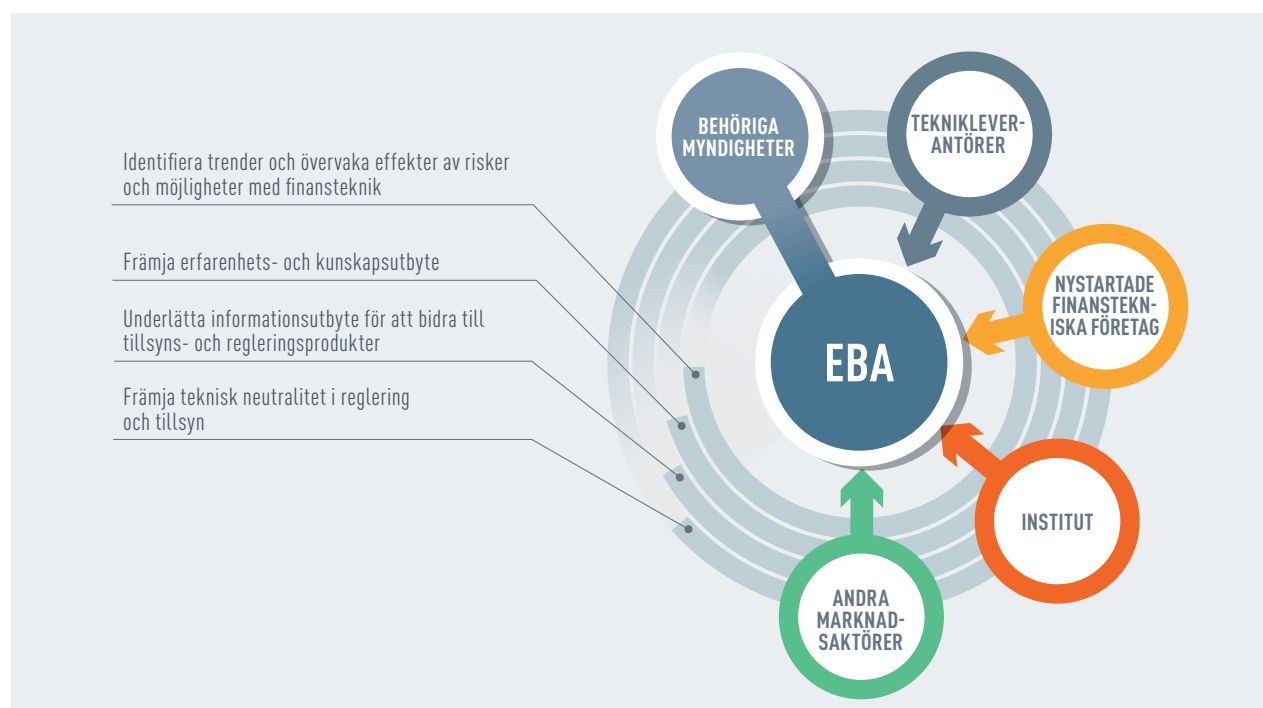 Identifiera trender och övervaka effekter av risker
och möjligheter med finansteknik
Främja erfarenhets- och kunskapsutbyte
Underlätta informationsutbyte för att bidra till
tillsyns- och regleringsprodukter
Främja teknisk neutralitet i reglering
och tillsyn
BEHÖRIGA
MYNDIGHETER
TEKNIKLEVER-
ANTÖRER
NYSTARTADE
FINANSTEKN-
ISKA FÖRETAG
EBA
INSTITUT
ANDRA
MARKNAD-
SAKTÖRER